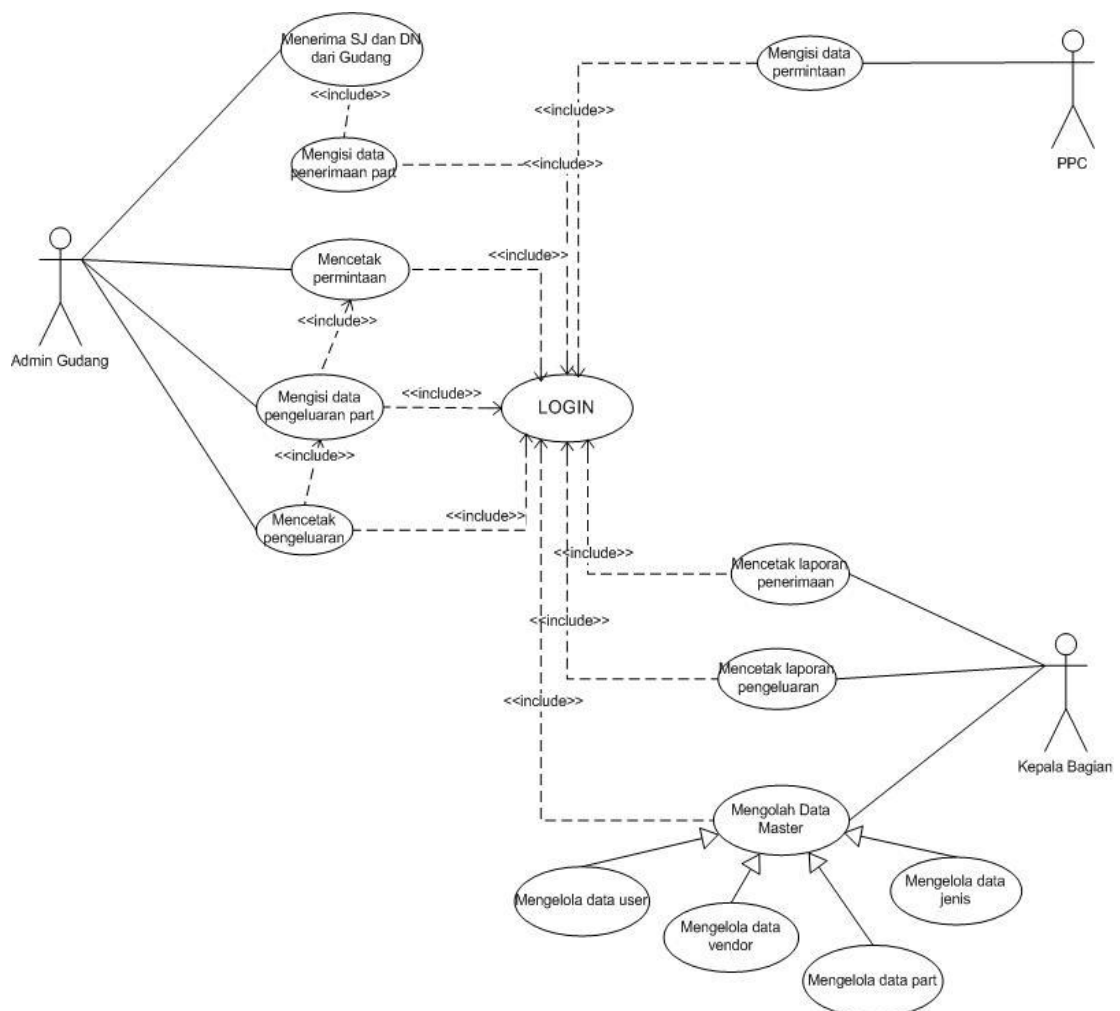 Menerima SJ dan DN
dari Gudang
<<include>>
Mengisi data
penerimaan part
<<include>>
Mengisi data
permintaan
<<include>>
PPC
Mencetak
permintaan
<<include>>
<<include>>
Admin Gudang
Mengisi data
pengeluaran part
<<include>>
LOGIN
<<include>>
Mencetak
pengeluaran
<<include>>
<<include>>
Mencetak laporan
penerimaan
<<include>>
Mencetak laporan
pengeluaran
<<include>>
Kepala Bagian
Mengolah Data
Master
Mengelola data user
Mengelola data
vendor
Mengelola data part
Mengelola data
jenis